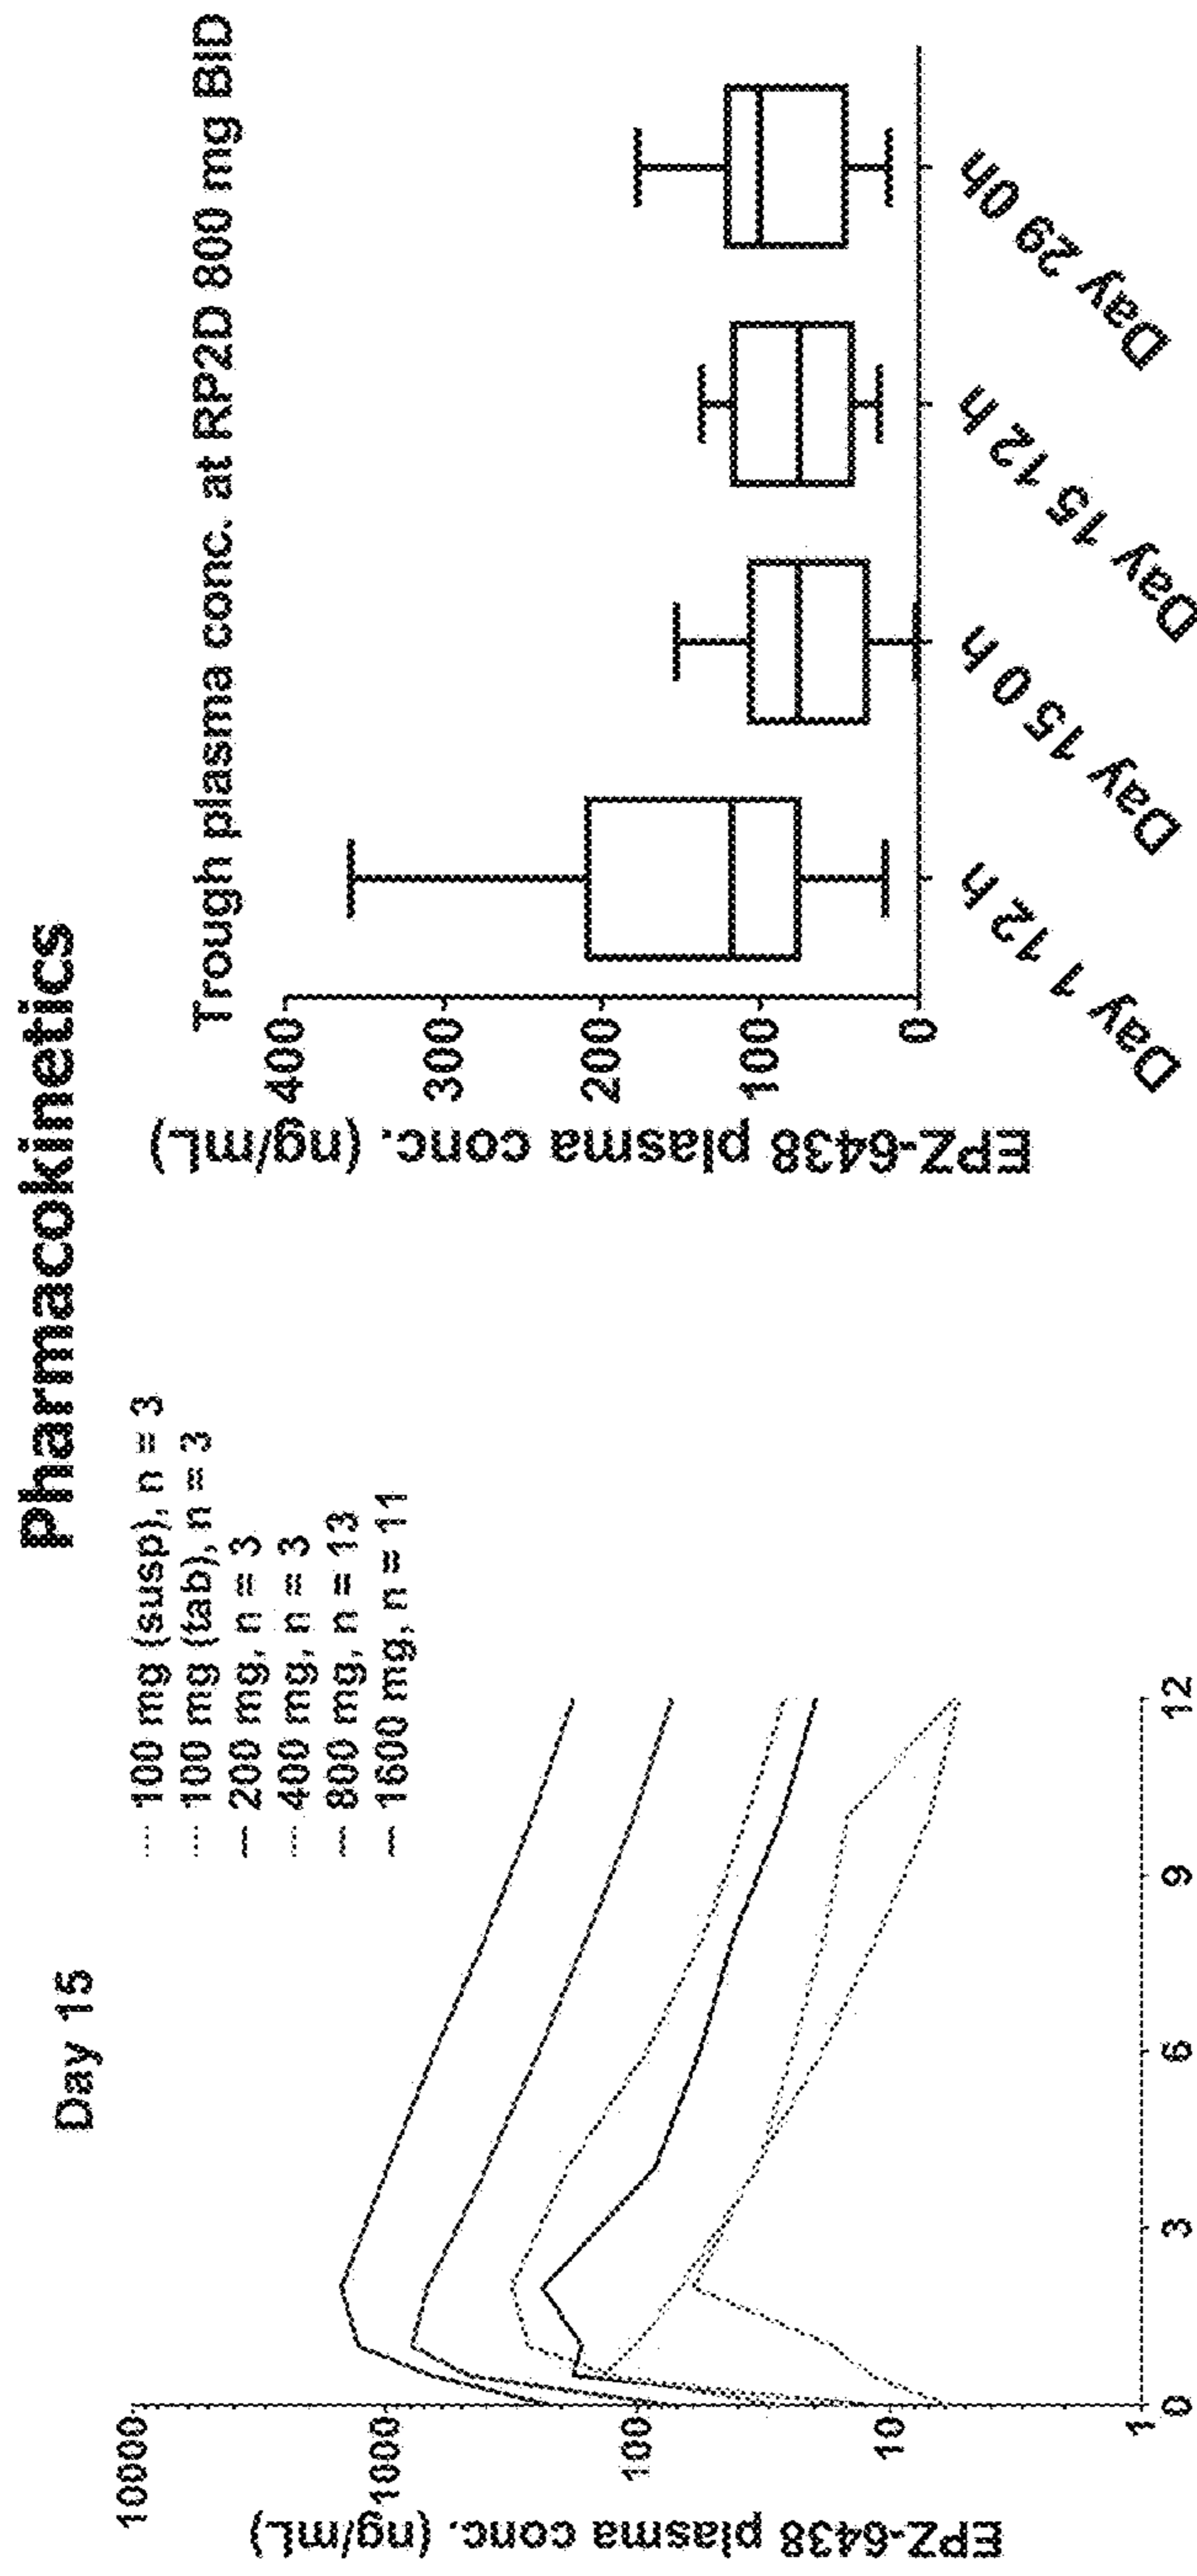 Pharmacokinetics
Day 15
100 mg (susp), n = 3
100 mg (tab), n = 3
200 mg, n = 3
400 mg, n = 3
800 mg, n = 13
1600 mg, n = 11
EPZ-6438 plasma conc. (ng/mL)
10000
1000
100
10
1
0
3
6
9
12
Trough plasma conc. at RP2D 800 mg BID
EPZ-6438 plasma conc. (ng/mL)
400
300
200
100
0
Day 1 12 h
Day 15 0 h
Day 15 12 h
Day 29 0h